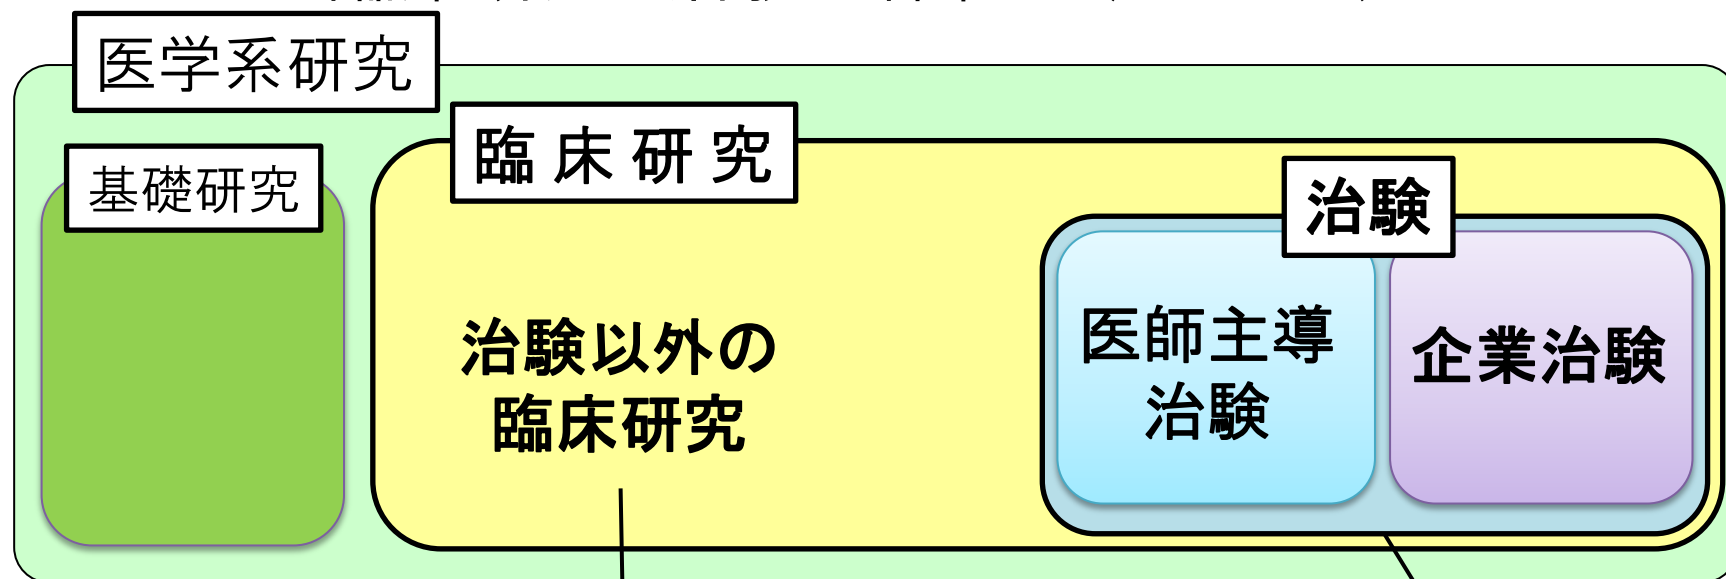 医学系研究
臨床研究
基礎研究
治験
治験以外の
臨床研究
医師主導
治験
企業治験